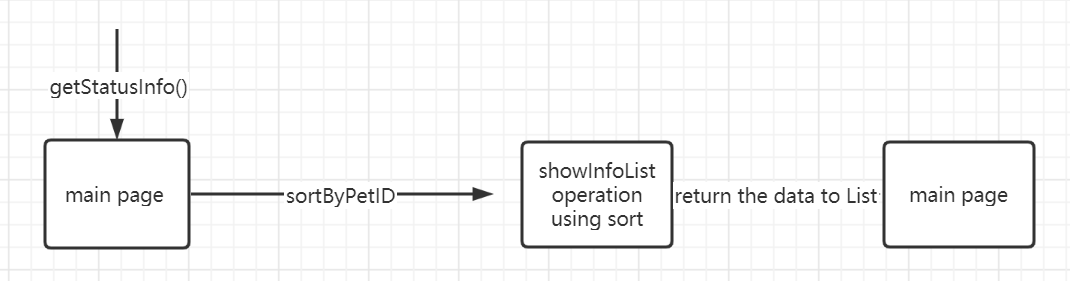 getStatusInfo()
main page
sortByPetID
showInfoList
operation
using sort
return the data to List
main page